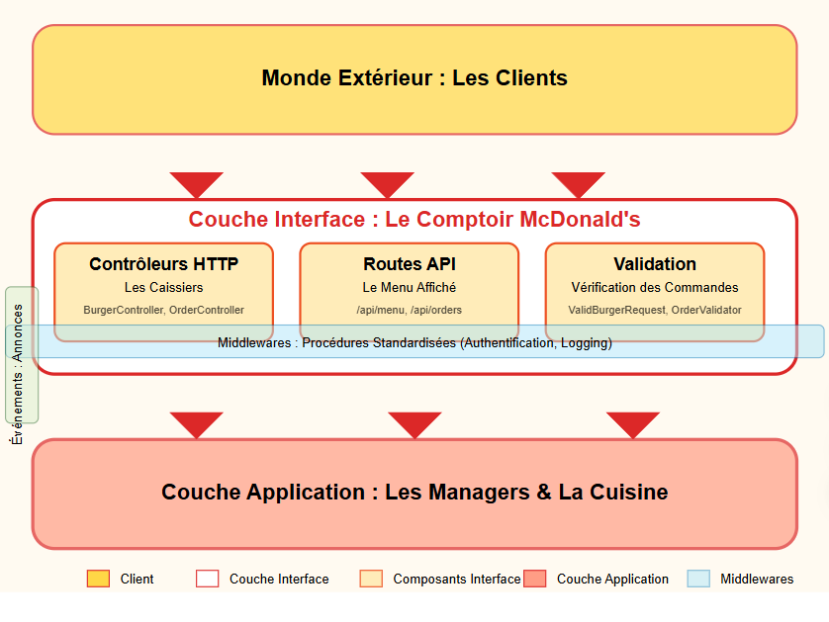 Monde Extérieur : Les Clients
Couche Interface : Le Comptoir McDonald's
Contrôleurs HTTP
Les Caissiers
BurgerController, OrderController
Routes API
Le Menu Affiché
/api/menu, /api/orders
Validation
Vérification des Commandes
ValidBurgerRequest, OrderValidator
Middlewares : Procédures Standardisées (Authentification, Logging)
Événements : Annonces
Couche Application : Les Managers & La Cuisine
Client
Couche Interface
Composants Interface
Couche Application
Middlewares